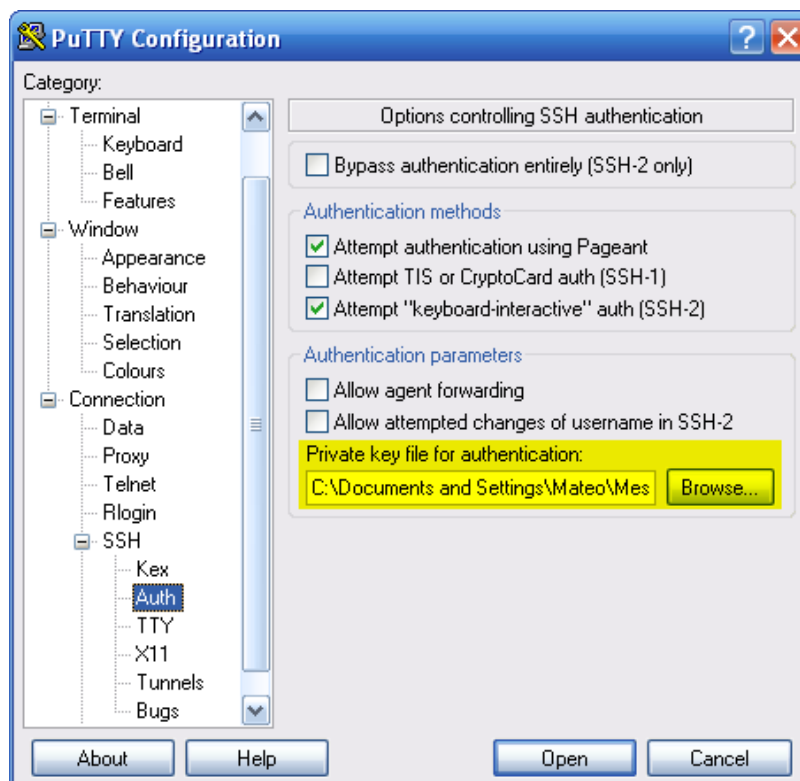 PuTTY Configuration
Category:
Terminal
Keyboard
Bell
Features
Window
Appearance
Behaviour
Translation
Selection
Colours
Connection
Data
Proxy
Telnet
Rlogin
SSH
Kex
Auth
TTY
X11
Tunnels
Bugs
Options controlling SSH authentication
Bypass authentication entirely (SSH-2 only)
Authentication methods
Attempt authentication using Pageant
Attempt TIS or CryptoCard auth (SSH-1)
Attempt "keyboard-interactive" auth (SSH-2)
Authentication parameters
Allow agent forwarding
Allow attempted changes of username in SSH-2
Private key file for authentication:
C:\Documents and Settings\Mateo\Mes Browse...
About Help Open Cancel